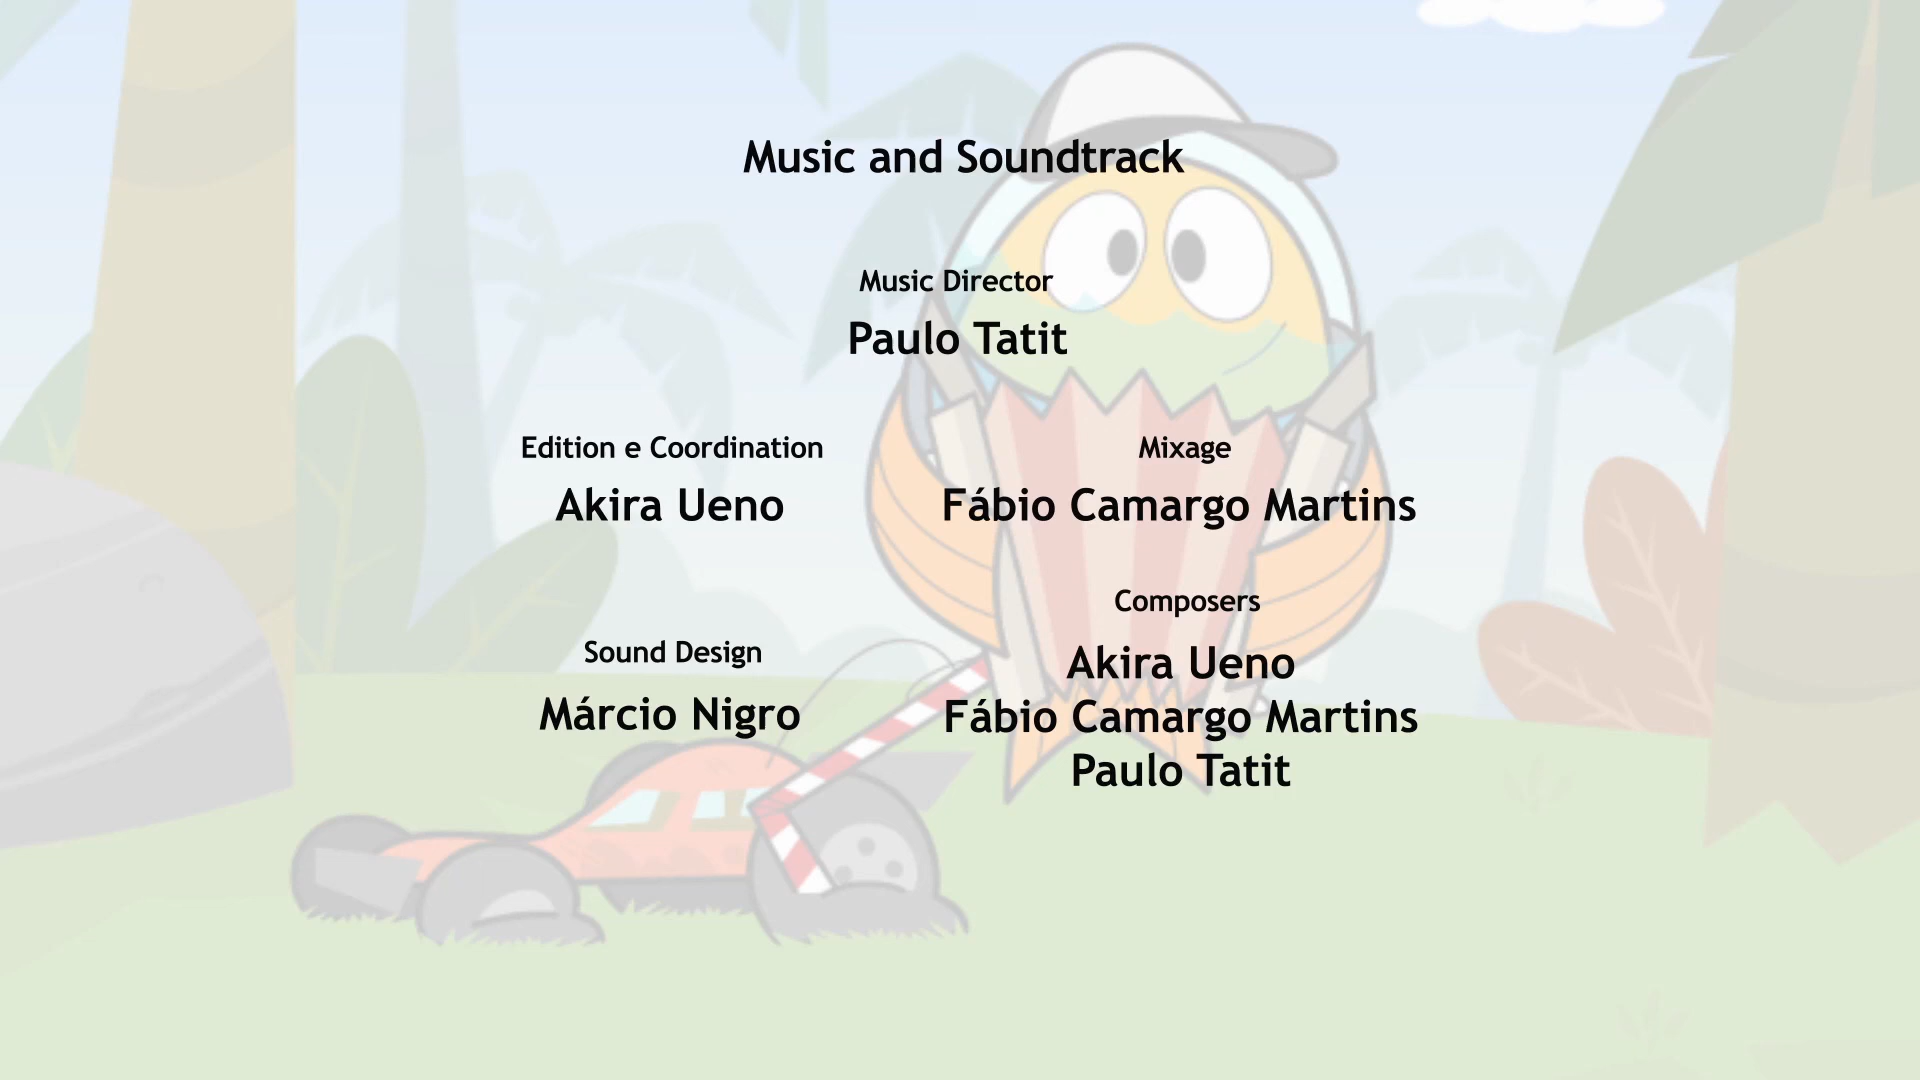 Music and Soundtrack
Music Director
Paulo Tatit
Edition e Coordination
Akira Ueno
Mixage
Fábio Camargo Martins
Sound Design
Márcio Nigro
Composers
Akira Ueno
Fábio Camargo Martins
Paulo Tatit